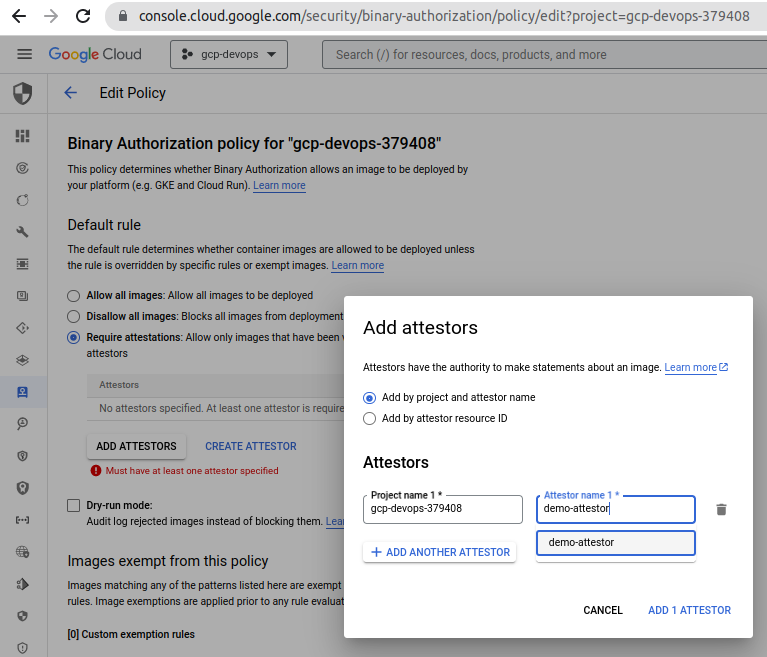 console.cloud.google.com/security/binary-authorization/policy/edit?project=gcp-devops-379408
Google Cloud
gcp-devops
Search (/) for resources, docs, products, and more
Edit Policy
Binary Authorization policy for "gcp-devops-379408"
This policy determines whether Binary Authorization allows an image to be deployed by
your platform (e.g. GKE and Cloud Run). Learn more
Default rule
The default rule determines whether container images are allowed to be deployed unless
the rule is overridden by specific rules or exempt images. Learn more
Allow all images: Allow all images to be deployed
Disallow all images: Blocks all images from deployment
Require attestations: Allow only images that have been
attestors
Attestors
No attestors specified. At least one attestor is require
ADD ATTESTORS
CREATE ATTESTOR
Must have at least one attestor specified
Dry-run mode:
Audit log rejected images instead of blocking them. Lea
Images exempt from this policy
Images matching any of the patterns listed here are exempt
rules. Image exemptions are applied prior to any rule evaluat
[0] Custom exemption rules
Add attestors
Attestors have the authority to make statements about an image. Learn more
Add by project and attestor name
Add by attestor resource ID
Attestors
Project name 1 *
gcp-devops-379408
Attestor name 1 *
demo-attestor
demo-attestor
ADD ANOTHER ATTESTOR
CANCEL
ADD 1 ATTESTOR